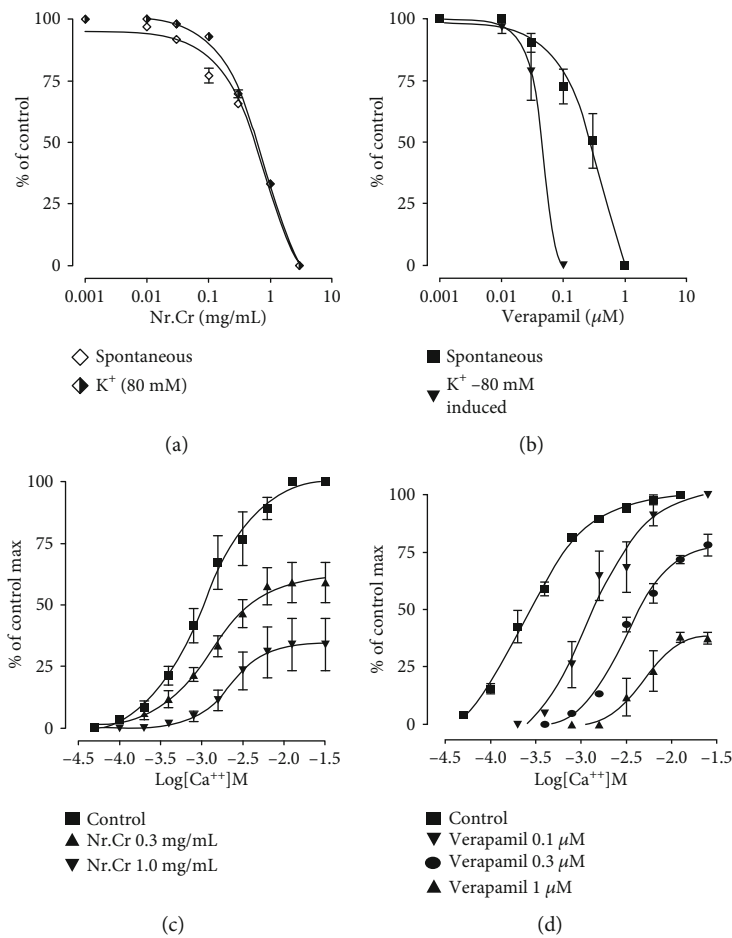 100
75
50
25
0
% of control
0.001 0.01 0.1 1 10
Nr.Cr (mg/mL)
Spontaneous
K⁺ (80 mM)
(a)
100
75
50
25
0
% of control
0.001 0.01 0.1 1 10
Verapamil (μM)
Spontaneous
K⁺ –80 mM
induced
(b)
100
75
50
25
0
% of control max
–4.5 –4.0 –3.5 –3.0 –2.5 –2.0 –1.5
Log[Ca⁺⁺]M
Control
Nr.Cr 0.3 mg/mL
Nr.Cr 1.0 mg/mL
(c)
100
75
50
25
0
% of control max
–4.5 –4.0 –3.5 –3.0 –2.5 –2.0 –1.5
Log[Ca⁺⁺]M
Control
Verapamil 0.1 μM
Verapamil 0.3 μM
Verapamil 1 μM
(d)